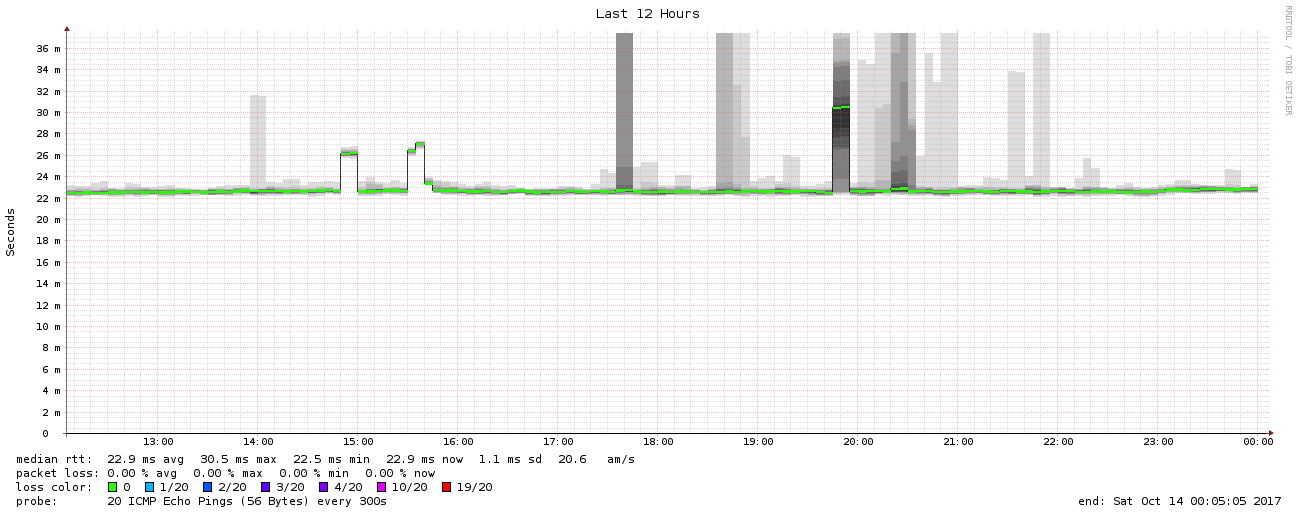 Last 12 Hours
RRDTOOL / TOBI OETIKER
Seconds
36 m
34 m
32 m
30 m
28 m
26 m
24 m
22 m
20 m
18 m
16 m
14 m
12 m
10 m
8 m
6 m
4 m
2 m
0
13:00 14:00 15:00 16:00 17:00 18:00 19:00 20:00 21:00 22:00 23:00 00:00
median rtt: 22.9 ms avg 30.5 ms max 22.5 ms min 22.9 ms now 1.1 ms sd 20.6 am/s
packet loss: 0.00 % avg 0.00 % max 0.00 % min 0.00 % now
loss color: 0 1/20 2/20 3/20 4/20 10/20 19/20
probe: 20 ICMP Echo Pings (56 Bytes) every 300s end: Sat Oct 14 00:05:05 2017